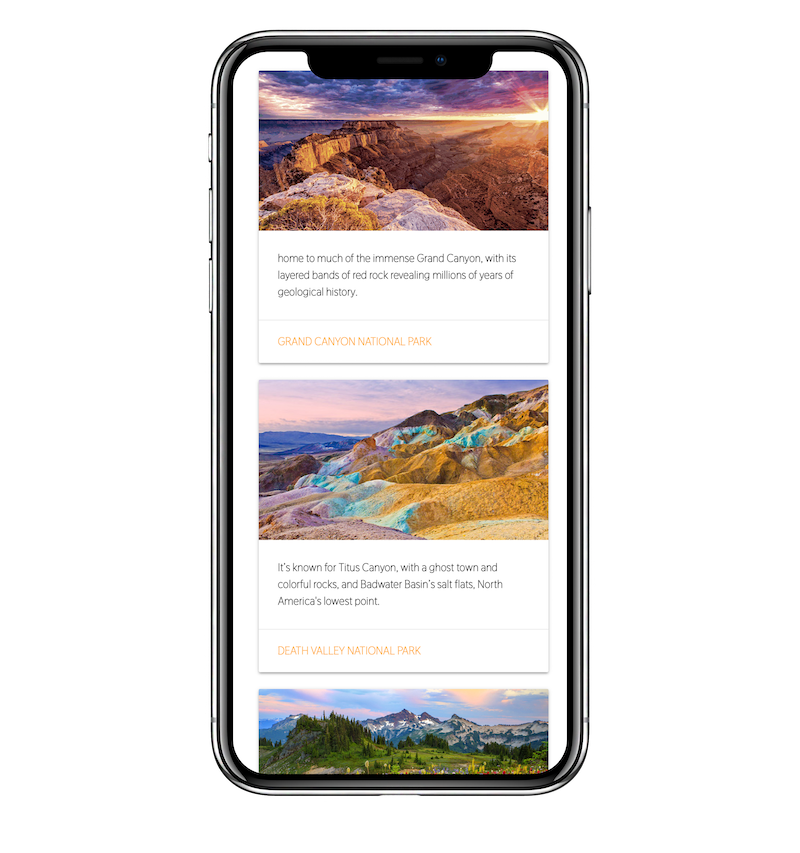 home to much of the immense Grand Canyon, with its
layered bands of red rock revealing millions of years of
geological history.
GRAND CANYON NATIONAL PARK
It's known for Titus Canyon, with a ghost town and
colorful rocks, and Badwater Basin's salt flats, North
America's lowest point.
DEATH VALLEY NATIONAL PARK